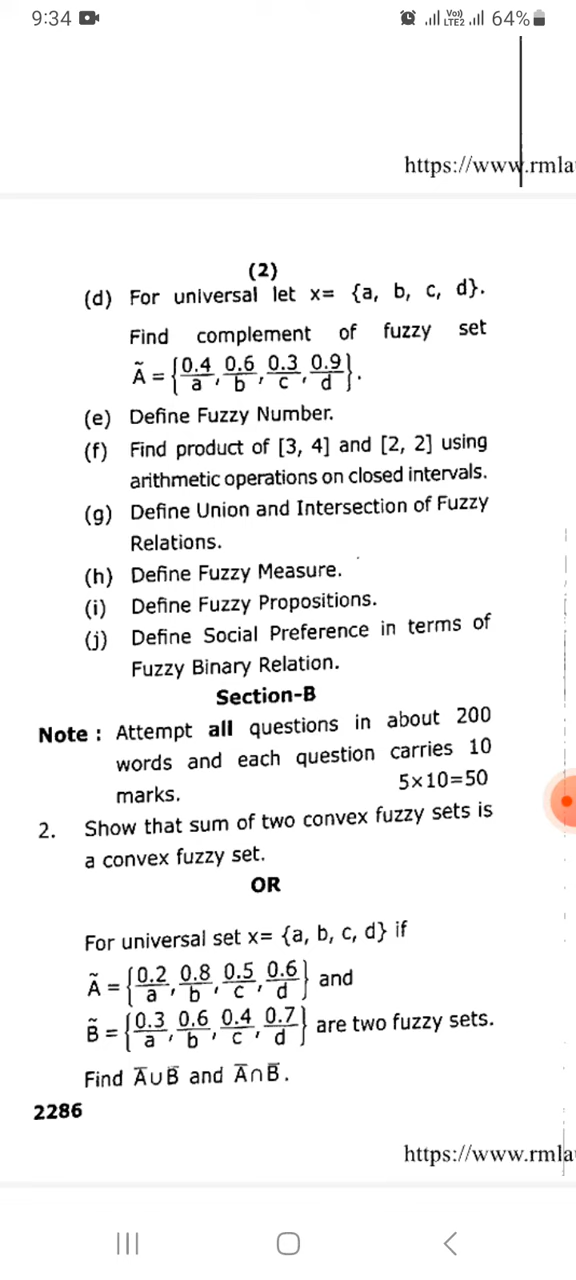 9:34
Vo))
LTE2
64%
https://www.rmla
(2)
(d) For universal let x= {a, b, c, d}.
Find complement of fuzzy set
Ã = {0.4/a, 0.6/b, 0.3/c, 0.9/d}.
(e) Define Fuzzy Number.
(f) Find product of [3, 4] and [2, 2] using
arithmetic operations on closed intervals.
(g) Define Union and Intersection of Fuzzy
Relations.
(h) Define Fuzzy Measure.
(i) Define Fuzzy Propositions.
(j) Define Social Preference in terms of
Fuzzy Binary Relation.
Section-B
Note : Attempt all questions in about 200
words and each question carries 10
marks. 5×10=50
2. Show that sum of two convex fuzzy sets is
a convex fuzzy set.
OR
For universal set x= {a, b, c, d} if
Ã = {0.2/a, 0.8/b, 0.5/c, 0.6/d} and
B̃ = {0.3/a, 0.6/b, 0.4/c, 0.7/d} are two fuzzy sets.
Find A̅∪B̅ and A̅∩B̅.
2286
https://www.rmla